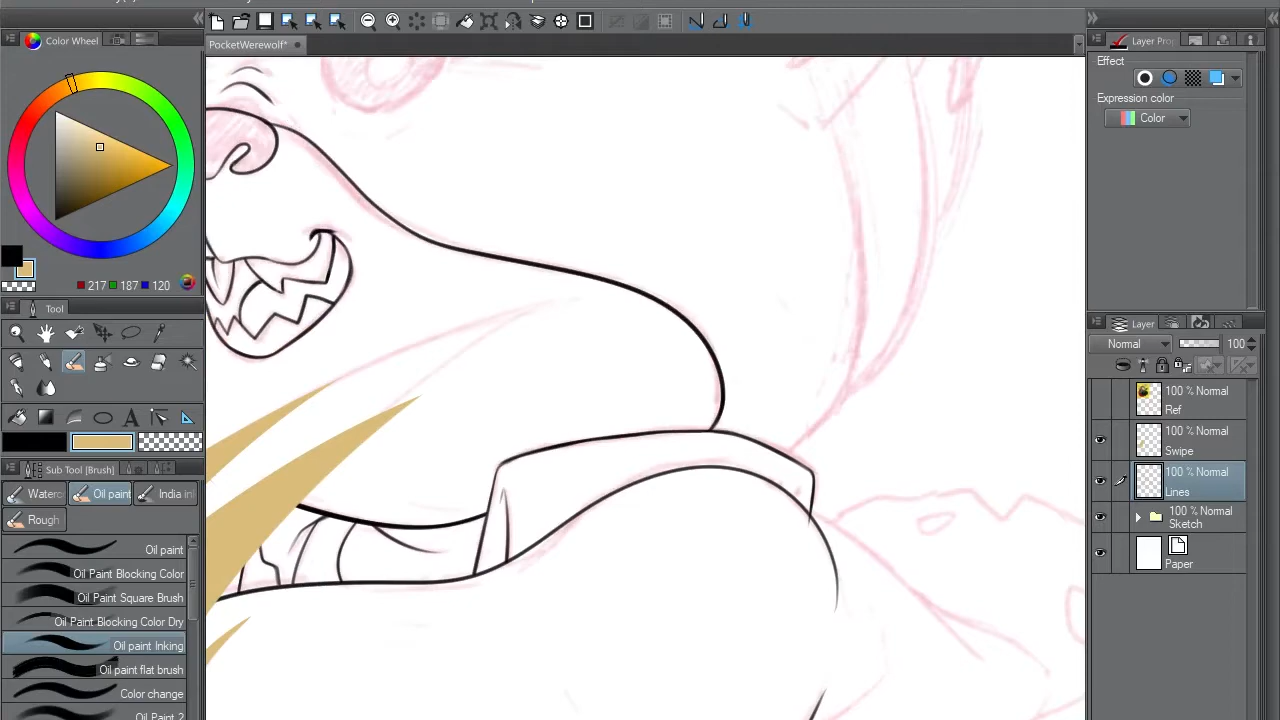 Color Wheel
PocketWerewolf*
Layer Pro
Effect
Expression color
Color
217 187 120
Tool
Layer
Normal 100
100 % Normal
Ref
100 % Normal
Swipe
100 % Normal
Lines
100 % Normal
Sketch
Paper
Sub Tool [Brush]
Waterc Oil paint India in
Rough
Oil paint
Oil Paint Blocking Color
Oil Paint Square Brush
Oil Paint Blocking Color Dry
Oil paint Inking
Oil paint flat brush
Color change
Oil Paint 2